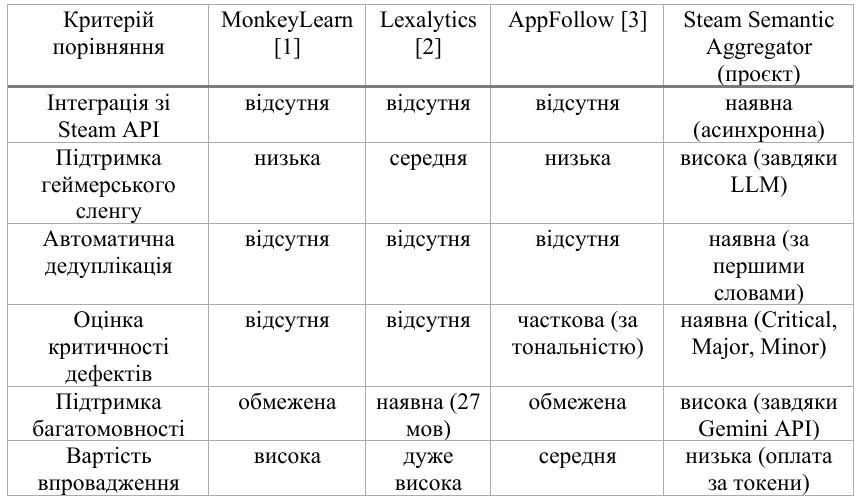 Критерій порівняння | MonkeyLearn [1] | Lexalytics [2] | AppFollow [3] | Steam Semantic Aggregator (проєкт)
Інтеграція зі Steam API | відсутня | відсутня | відсутня | наявна (асинхронна)
Підтримка геймерського сленгу | низька | середня | низька | висока (завдяки LLM)
Автоматична дедуплікація | відсутня | відсутня | відсутня | наявна (за першими словами)
Оцінка критичності дефектів | відсутня | відсутня | часткова (за тональністю) | наявна (Critical, Major, Minor)
Підтримка багатомовності | обмежена | наявна (27 мов) | обмежена | висока (завдяки Gemini API)
Вартість впровадження | висока | дуже висока | середня | низька (оплата за токени)